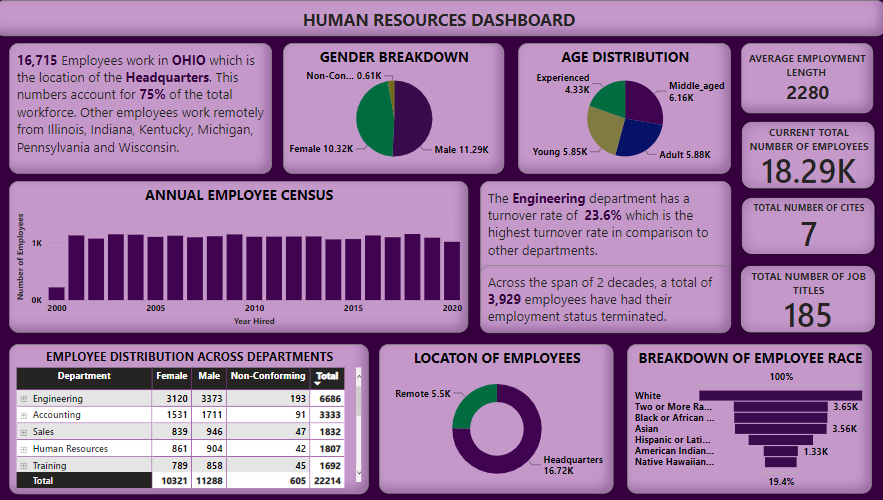 HUMAN RESOURCES DASHBOARD
16,715 Employees work in OHIO which is
the location of the Headquarters. This
numbers account for 75% of the total
workforce. Other employees work remotely
from Illinois, Indiana, Kentucky, Michigan,
Pennsylvania and Wisconsin.
GENDER BREAKDOWN
Non-Con... 0.61K
Female 10.32K
Male 11.29K
AGE DISTRIBUTION
Experienced
4.33K
Middle_aged
6.16K
Young 5.85K
Adult 5.88K
AVERAGE EMPLOYMENT
LENGTH
2280
CURRENT TOTAL
NUMBER OF EMPLOYEES
18.29K
TOTAL NUMBER OF CITES
7
TOTAL NUMBER OF JOB
TITLES
185
ANNUAL EMPLOYEE CENSUS
Number of Employees
1K
0K
2000 2005 2010 2015 2020
Year Hired
The Engineering department has a
turnover rate of 23.6% which is the
highest turnover rate in comparison to
other departments.
Across the span of 2 decades, a total of
3,929 employees have had their
employment status terminated.
EMPLOYEE DISTRIBUTION ACROSS DEPARTMENTS
Department Female Male Non-Conforming Total
Engineering 3120 3373 193 6686
Accounting 1531 1711 91 3333
Sales 839 946 47 1832
Human Resources 861 904 42 1807
Training 789 858 45 1692
Total 10321 11288 605 22214
LOCATON OF EMPLOYEES
Remote 5.5K
Headquarters
16.72K
BREAKDOWN OF EMPLOYEE RACE
100%
White
Two or More Ra... 3.65K
Black or African ...
Asian 3.56K
Hispanic or Lati...
American Indian... 1.33K
Native Hawaiian...
19.4%